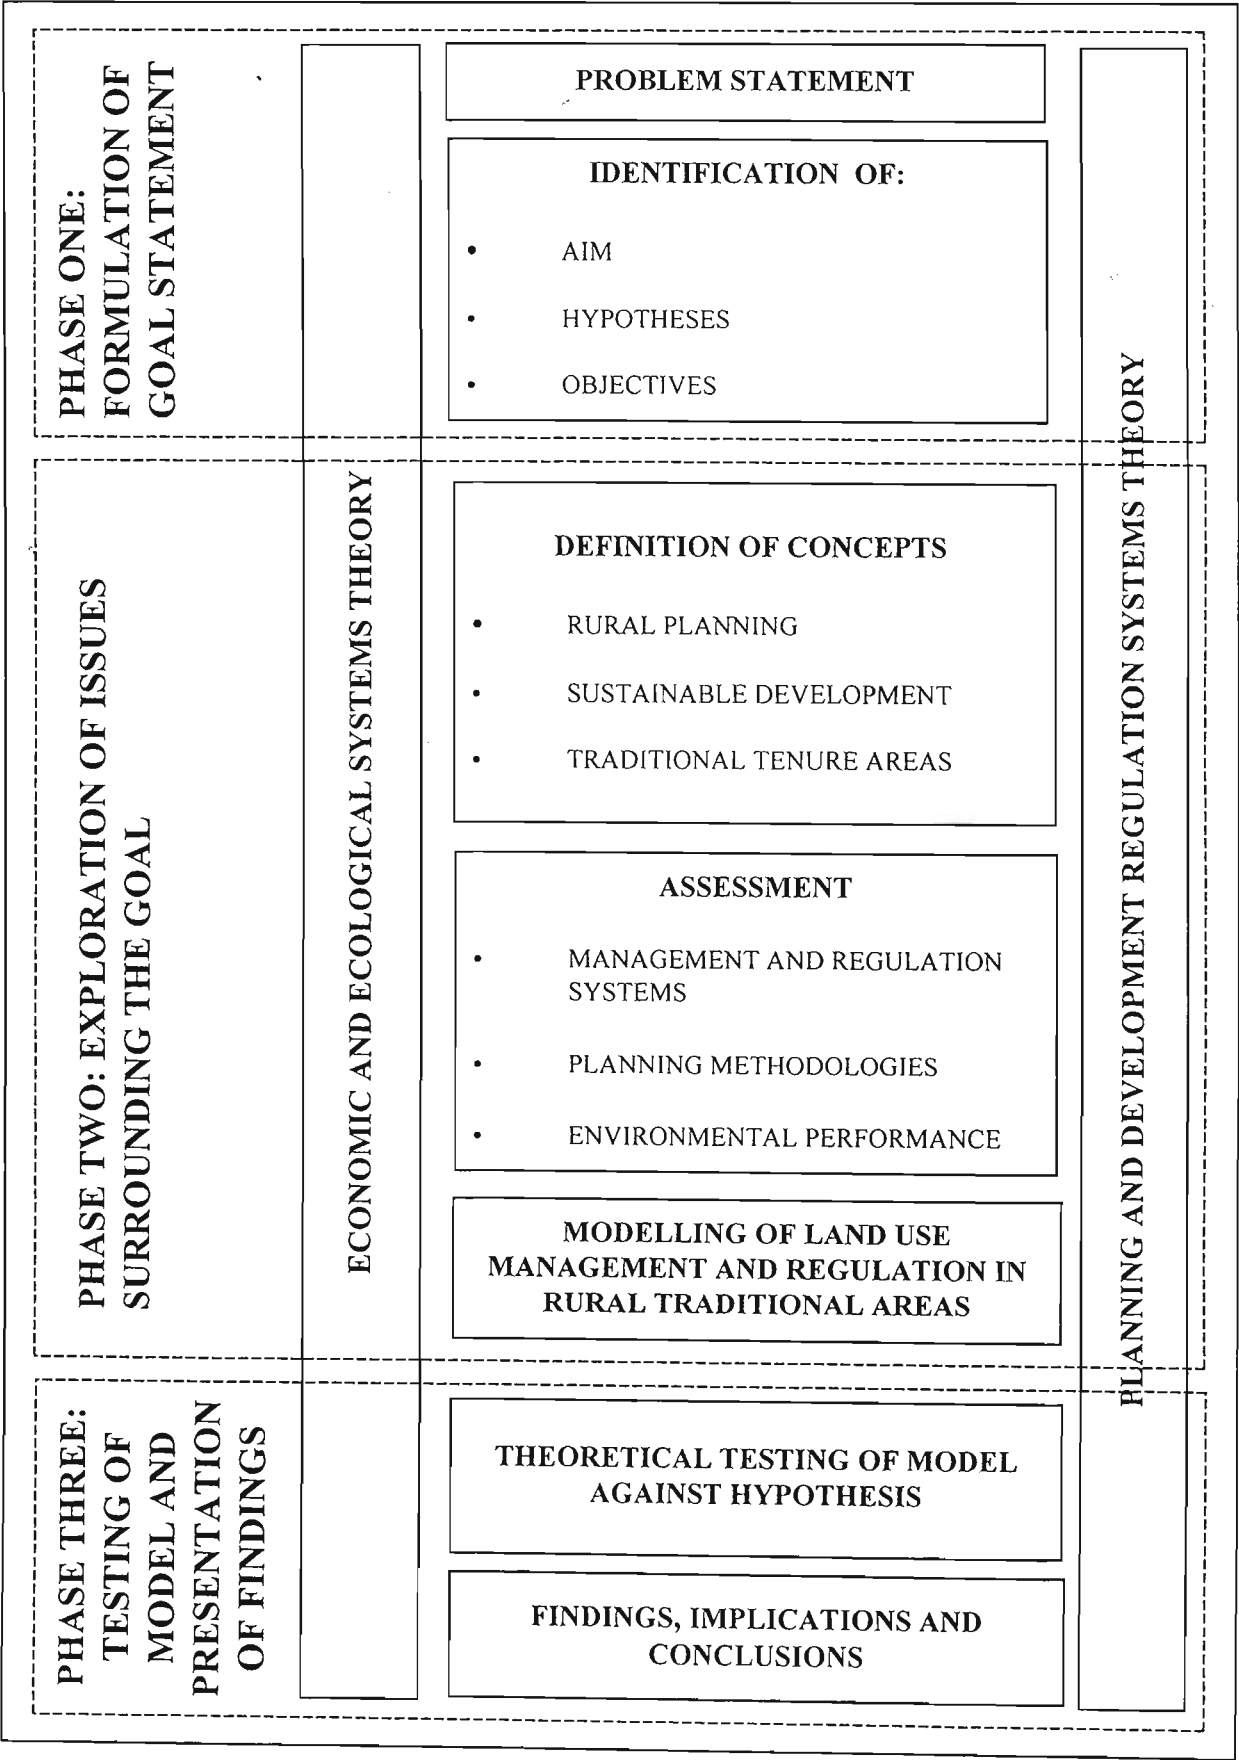 PHASE ONE:
FORMULATION OF
GOAL STATEMENT
PROBLEM STATEMENT
IDENTIFICATION OF:
• AIM
• HYPOTHESES
• OBJECTIVES
PHASE TWO: EXPLORATION OF ISSUES
SURROUNDING THE GOAL
ECONOMIC AND ECOLOGICAL SYSTEMS THEORY
DEFINITION OF CONCEPTS
• RURAL PLANNING
• SUSTAINABLE DEVELOPMENT
• TRADITIONAL TENURE AREAS
ASSESSMENT
• MANAGEMENT AND REGULATION
SYSTEMS
• PLANNING METHODOLOGIES
• ENVIRONMENTAL PERFORMANCE
MODELLING OF LAND USE
MANAGEMENT AND REGULATION IN
RURAL TRADITIONAL AREAS
PLANNING AND DEVELOPMENT REGULATION SYSTEMS THEORY
PHASE THREE:
TESTING OF
MODEL AND
PRESENTATION
OF FINDINGS
THEORETICAL TESTING OF MODEL
AGAINST HYPOTHESIS
FINDINGS, IMPLICATIONS AND
CONCLUSIONS